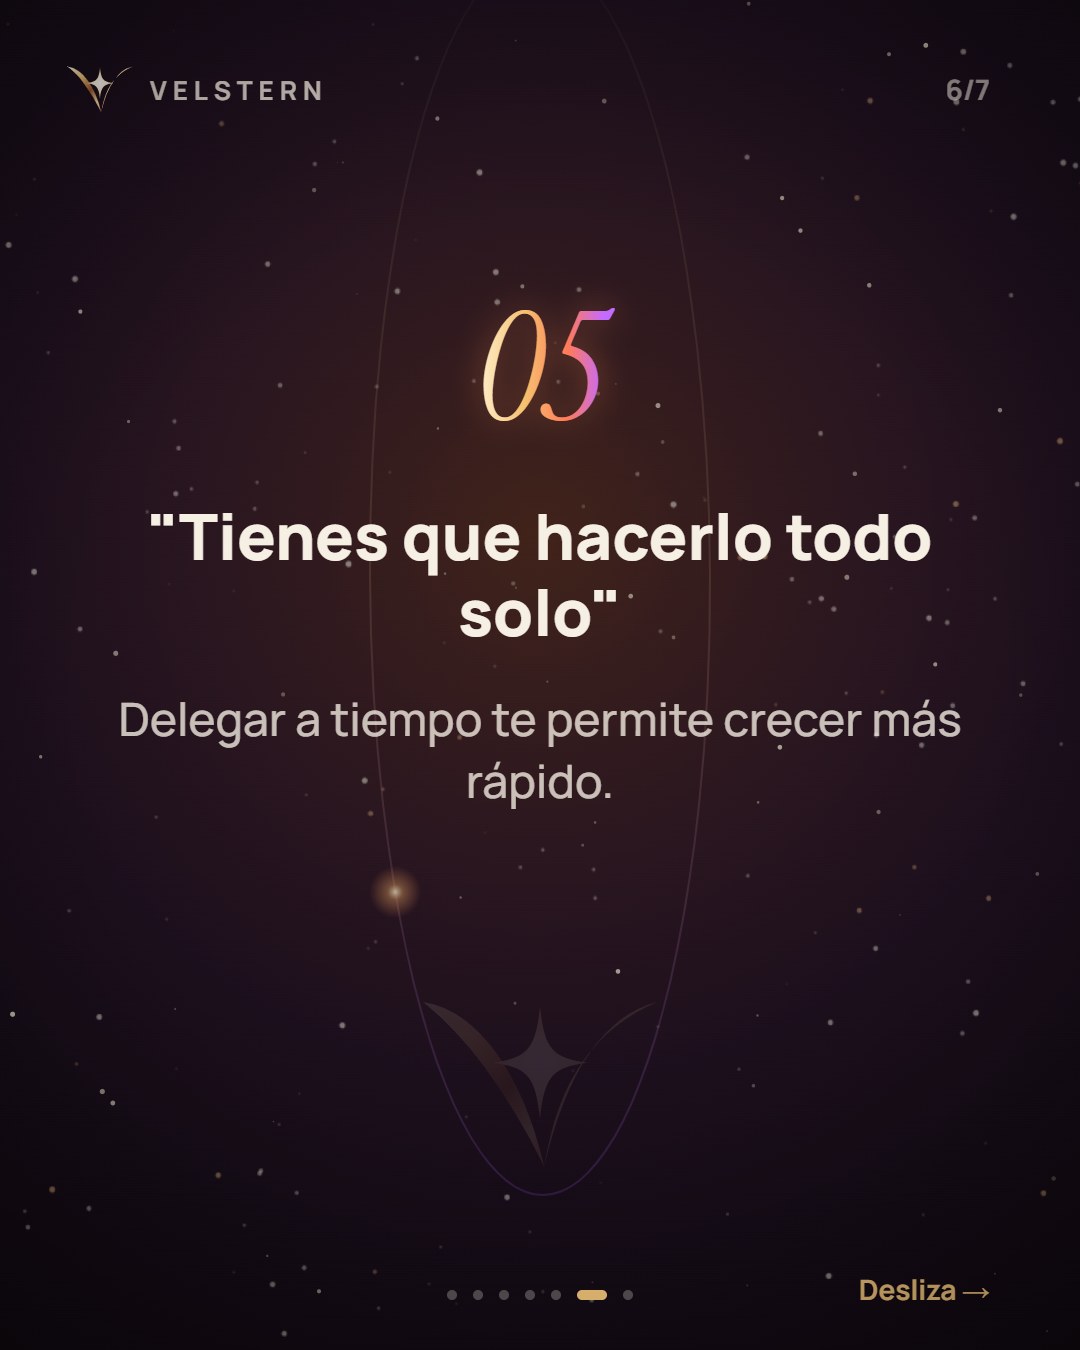 VELSTERN
6/7
05
"Tienes que hacerlo todo
solo"
Delegar a tiempo te permite crecer más
rápido.
Desliza →